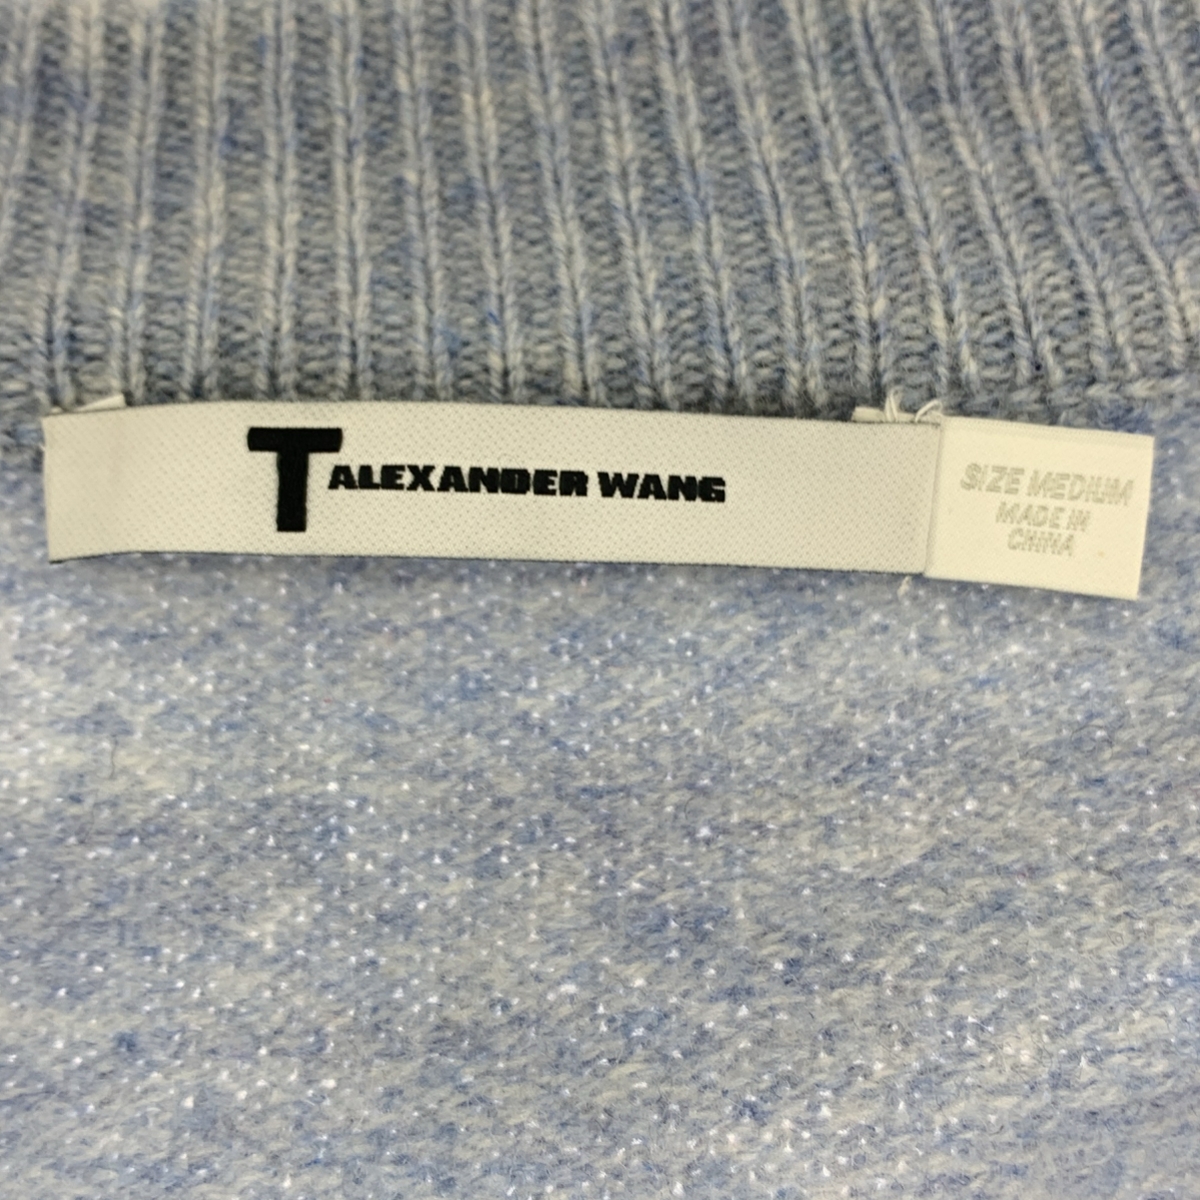 T ALEXANDER WANG
SIZE MEDIUM
MADE IN
CHINA